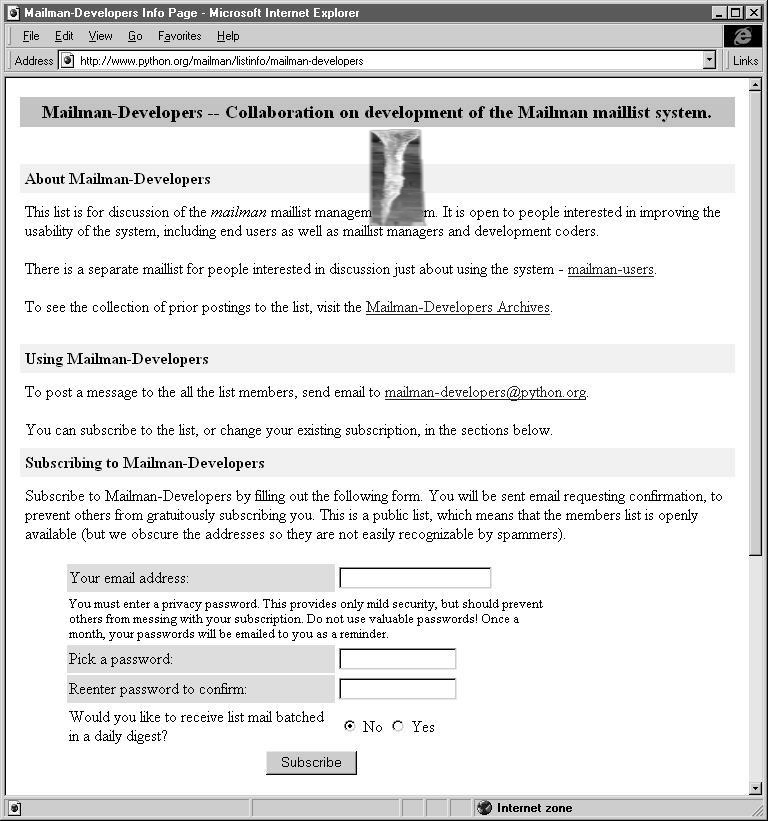 Mailman-Developers Info Page - Microsoft Internet Explorer
File Edit View Go Favorites Help
Address http://www.python.org/mailman/listinfo/mailman-developers Links
Mailman-Developers -- Collaboration on development of the Mailman maillist system.
About Mailman-Developers
This list is for discussion of the mailman maillist managem m. It is open to people interested in improving the
usability of the system, including end users as well as maillist managers and development coders.
There is a separate maillist for people interested in discussion just about using the system - mailman-users.
To see the collection of prior postings to the list, visit the Mailman-Developers Archives.
Using Mailman-Developers
To post a message to the all the list members, send email to mailman-developers@python.org.
You can subscribe to the list, or change your existing subscription, in the sections below.
Subscribing to Mailman-Developers
Subscribe to Mailman-Developers by filling out the following form. You will be sent email requesting confirmation, to
prevent others from gratuitously subscribing you. This is a public list, which means that the members list is openly
available (but we obscure the addresses so they are not easily recognizable by spammers).
Your email address:
You must enter a privacy password. This provides only mild security, but should prevent
others from messing with your subscription. Do not use valuable passwords! Once a
month, your passwords will be emailed to you as a reminder.
Pick a password:
Reenter password to confirm:
Would you like to receive list mail batched
in a daily digest?
No Yes
Subscribe
Internet zone